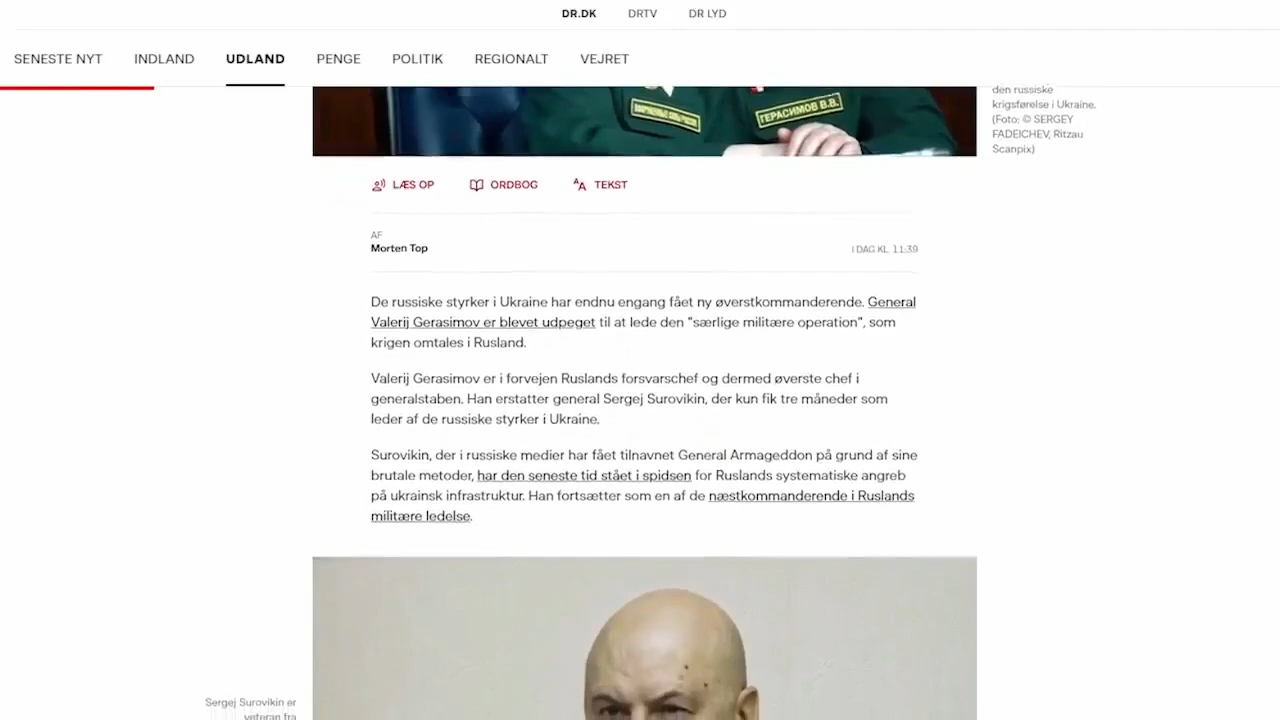 DR.DK DRTV DR LYD
SENESTE NYT INDLAND UDLAND PENGE POLITIK REGIONALT VEJRET
den russiske
krigsførelse i Ukraine.
(Foto: © SERGEY
FADEICHEV, Ritzau
Scanpix)
ВООРУЖЕННЫЕ СИЛЫ РОССИИ
ГЕРАСИМОВ В.В.
LÆS OP ORDBOG TEKST
AF
Morten Top
I DAG KL. 11:39
De russiske styrker i Ukraine har endnu engang fået ny øverstkommanderende. General
Valerij Gerasimov er blevet udpeget til at lede den "særlige militære operation", som
krigen omtales i Rusland.
Valerij Gerasimov er i forvejen Ruslands forsvarschef og dermed øverste chef i
generalstaben. Han erstatter general Sergej Surovikin, der kun fik tre måneder som
leder af de russiske styrker i Ukraine.
Surovikin, der i russiske medier har fået tilnavnet General Armageddon på grund af sine
brutale metoder, har den seneste tid stået i spidsen for Ruslands systematiske angreb
på ukrainsk infrastruktur. Han fortsætter som en af de næstkommanderende i Ruslands
militære ledelse.
Sergej Surovikin er
veteran fra